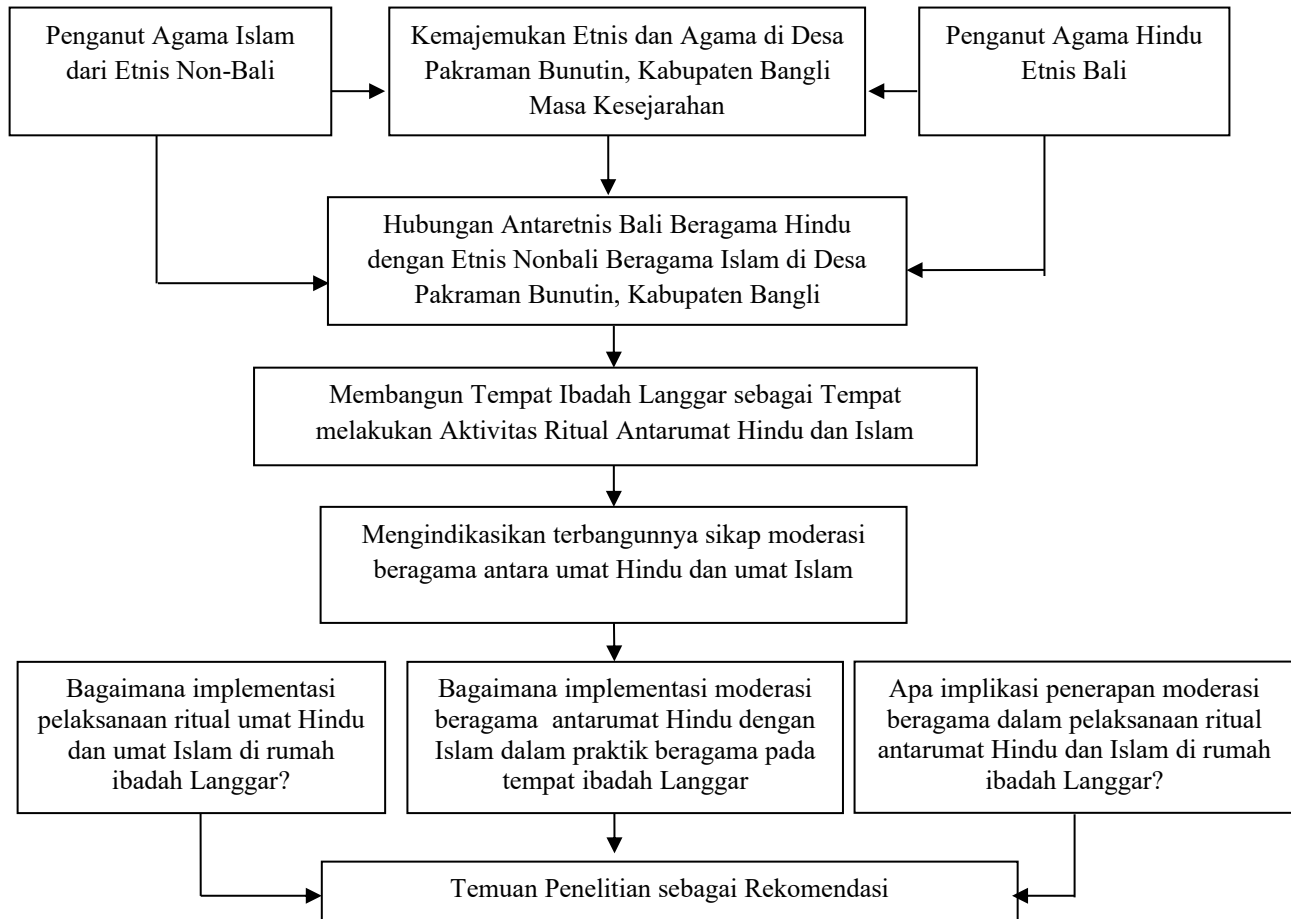 Penganut Agama Islam
dari Etnis Non-Bali
Kemajemukan Etnis dan Agama di Desa
Pakraman Bunutin, Kabupaten Bangli
Masa Kesejarahan
Penganut Agama Hindu
Etnis Bali
Hubungan Antaretnis Bali Beragama Hindu
dengan Etnis Nonbali Beragama Islam di Desa
Pakraman Bunutin, Kabupaten Bangli
Membangun Tempat Ibadah Langgar sebagai Tempat
melakukan Aktivitas Ritual Antarumat Hindu dan Islam
Mengindikasikan terbangunnya sikap moderasi
beragama antara umat Hindu dan umat Islam
Bagaimana implementasi
pelaksanaan ritual umat Hindu
dan umat Islam di rumah
ibadah Langgar?
Bagaimana implementasi moderasi
beragama antarumat Hindu dengan
Islam dalam praktik beragama pada
tempat ibadah Langgar
Apa implikasi penerapan moderasi
beragama dalam pelaksanaan ritual
antarumat Hindu dan Islam di rumah
ibadah Langgar?
Temuan Penelitian sebagai Rekomendasi